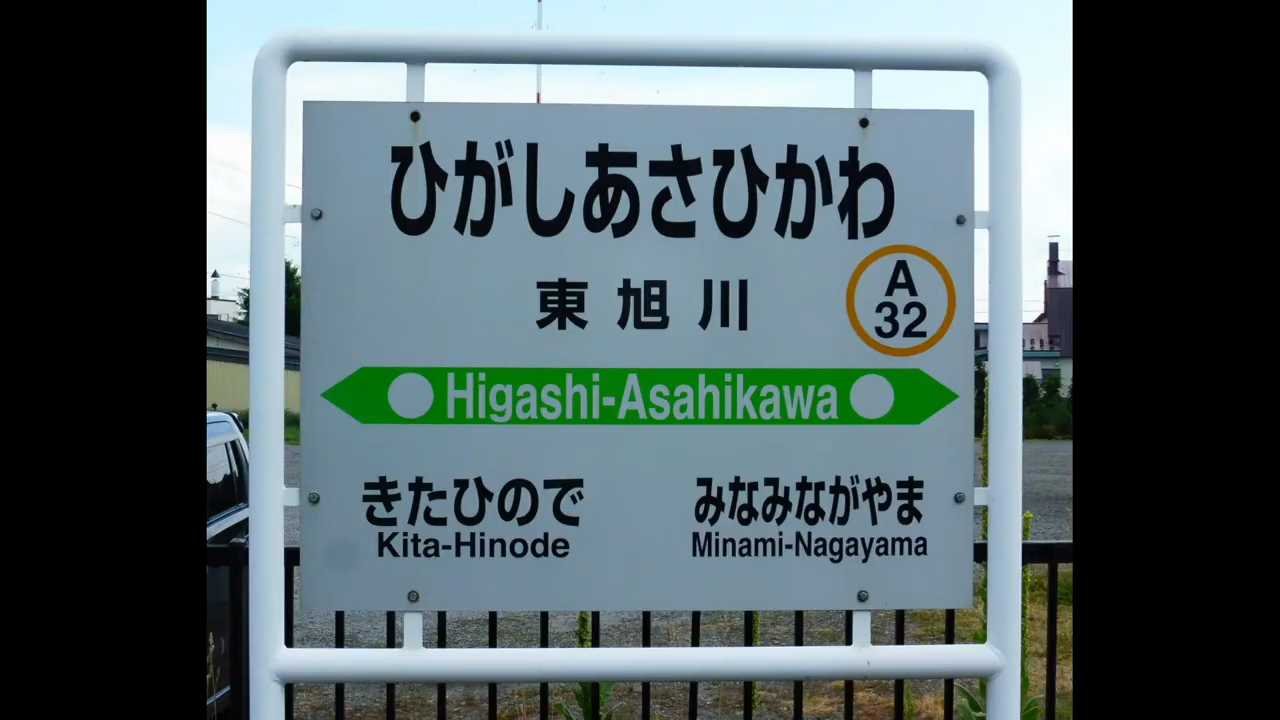 ひがしあさひかわ
東旭川
A
32
Higashi-Asahikawa
きたひので
Kita-Hinode
みなみながやま
Minami-Nagayama